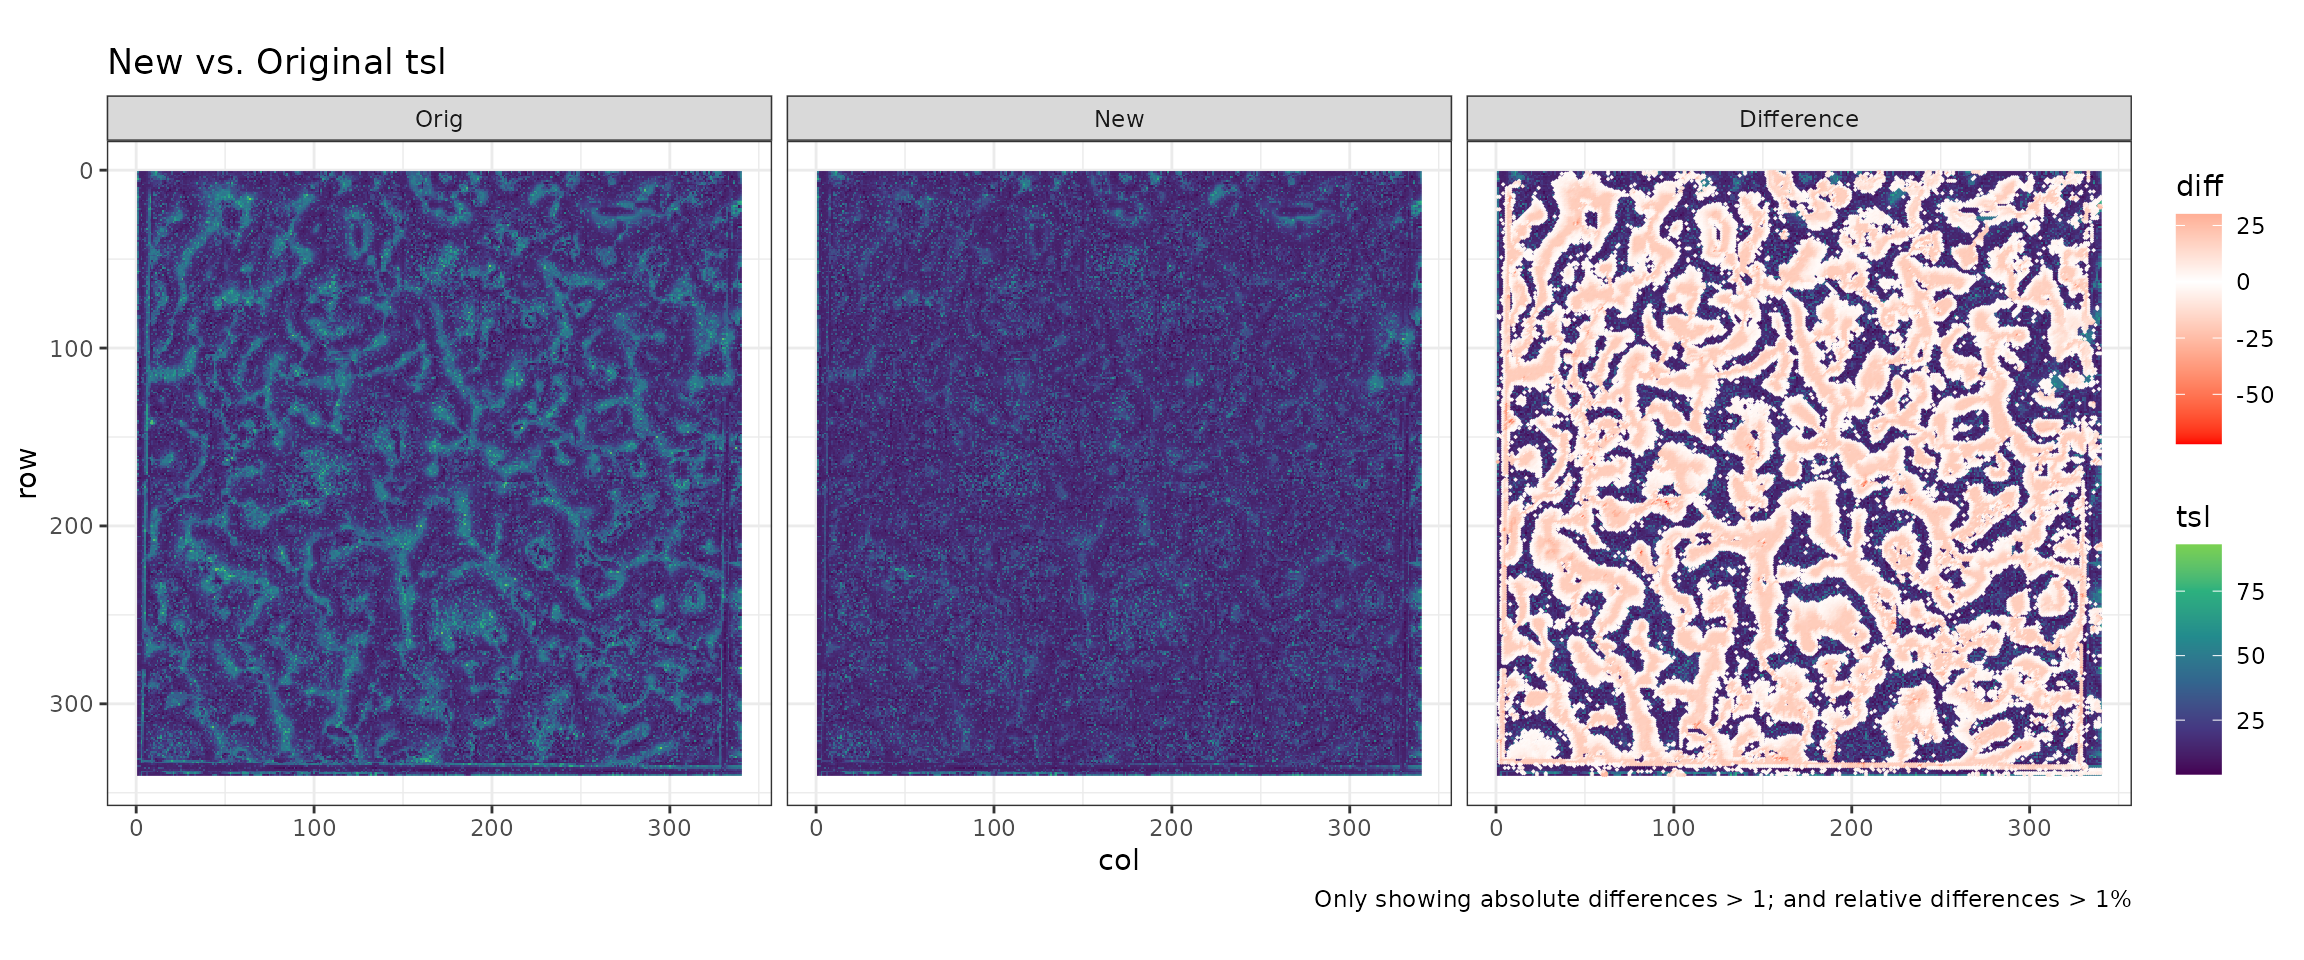 New vs. Original tsl
Orig
New
Difference
row
0
100
200
300
0
100
200
300
0
100
200
300
0
100
200
300
col
diff
25
0
-25
-50
tsl
75
50
25
Only showing absolute differences > 1; and relative differences > 1%